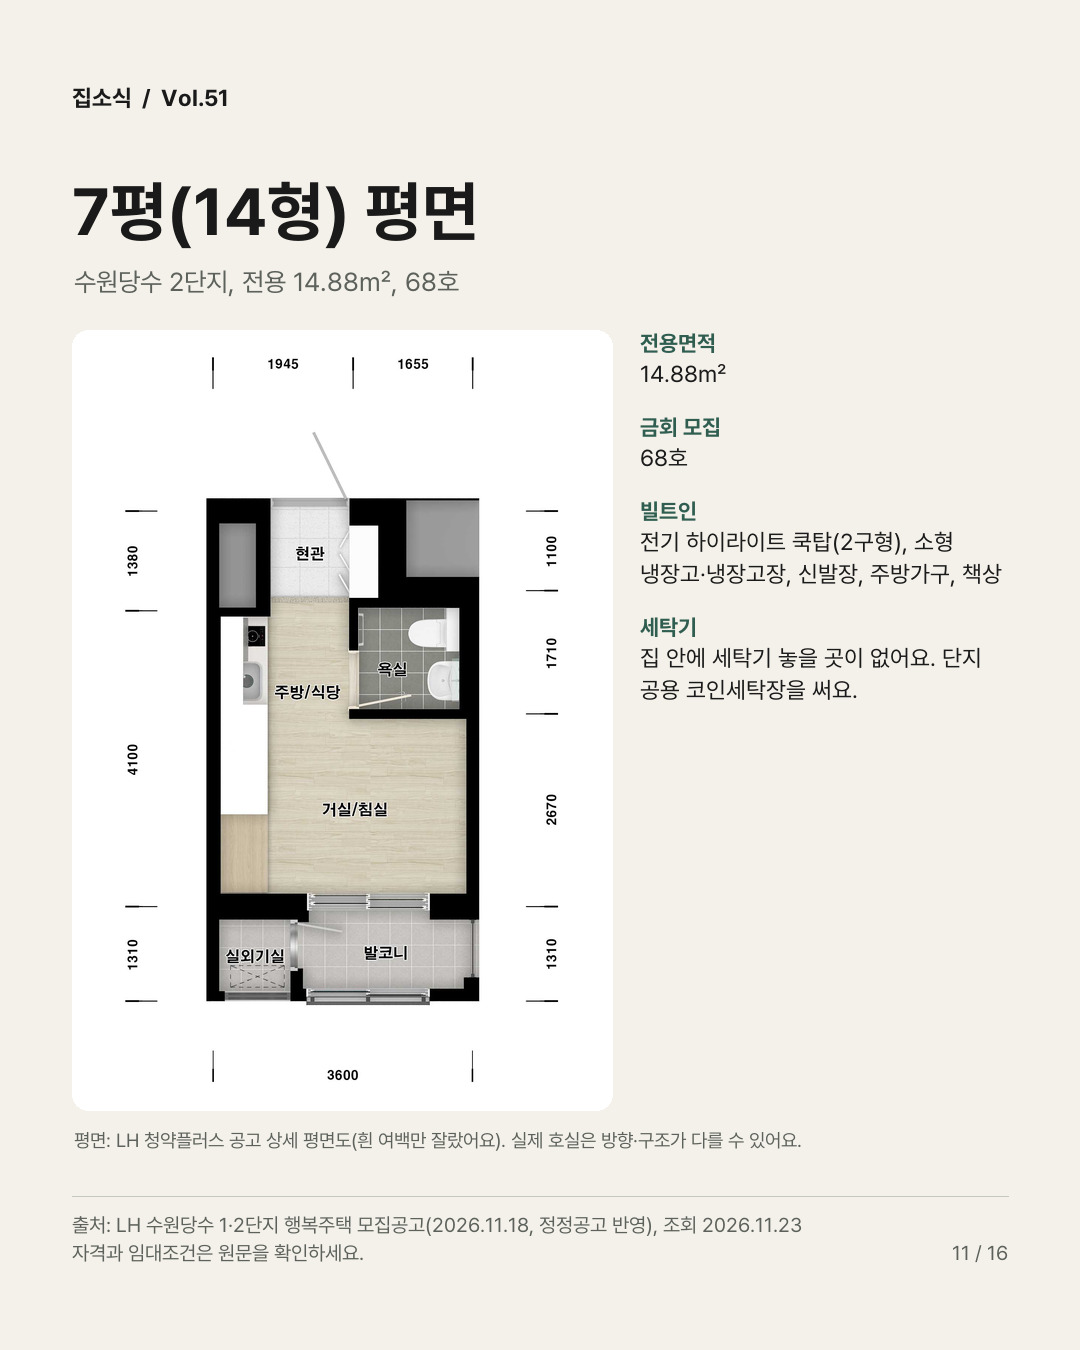 집소식 / Vol.51
7평(14형) 평면
수원당수 2단지, 전용 14.88m², 68호
1945
1655
1380
4100
1310
현관
욕실
주방/식당
거실/침실
실외기실
발코니
1100
1710
2670
1310
3600
전용면적
14.88m²
금회 모집
68호
빌트인
전기 하이라이트 쿡탑(2구형), 소형
냉장고·냉장고장, 신발장, 주방가구, 책상
세탁기
집 안에 세탁기 놓을 곳이 없어요. 단지
공용 코인세탁장을 써요.
평면: LH 청약플러스 공고 상세 평면도(흰 여백만 잘랐어요). 실제 호실은 방향·구조가 다를 수 있어요.
출처: LH 수원당수 1·2단지 행복주택 모집공고(2026.11.18, 정정공고 반영), 조회 2026.11.23
자격과 임대조건은 원문을 확인하세요.
11 / 16